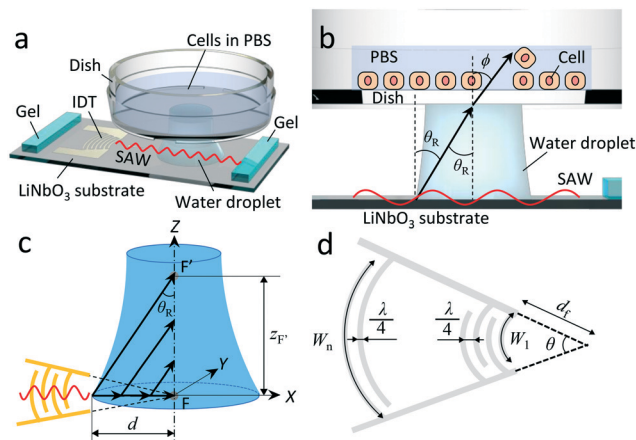 a
Cells in PBS
Dish
IDT
Gel
Gel
SAW
LiNbO3 substrate
Water droplet
b
PBS
ϕ
Cell
Dish
θR
θR
Water droplet
SAW
LiNbO3 substrate
c
Z
F'
θR
zF'
Y
F
X
d
d
df
λ/4
λ/4
Wn
W1
θ